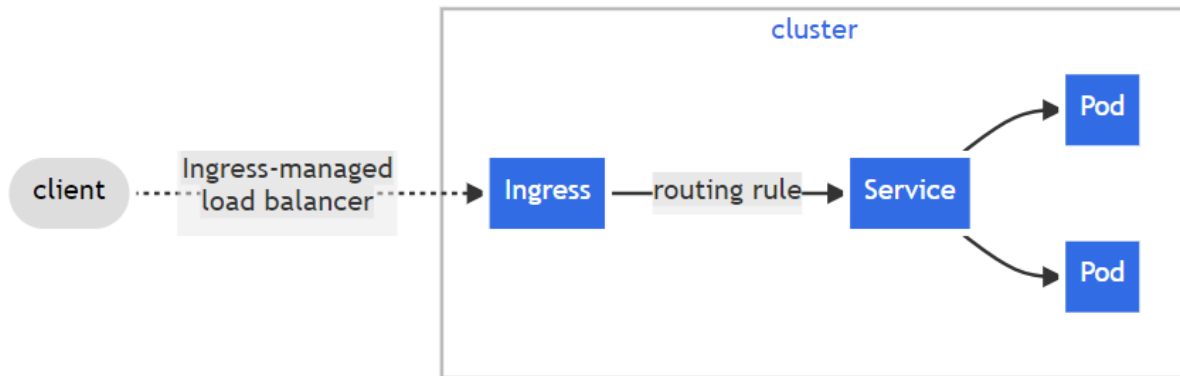 cluster
Pod
client
Ingress-managed
load balancer
Ingress
routing rule
Service
Pod